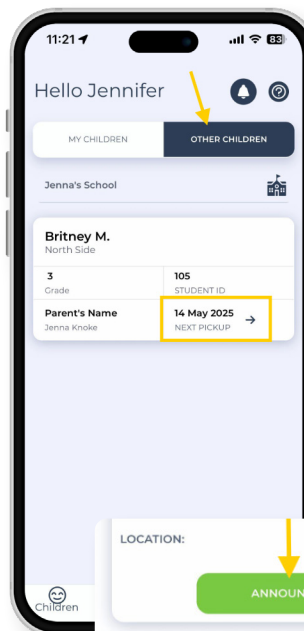 11:21 83
Hello Jennifer
MY CHILDREN OTHER CHILDREN
Jenna's School
Britney M.
North Side
3 105
Grade STUDENT ID
Parent's Name 14 May 2025
Jenna Knoke NEXT PICKUP
LOCATION:
ANNOUN
Children